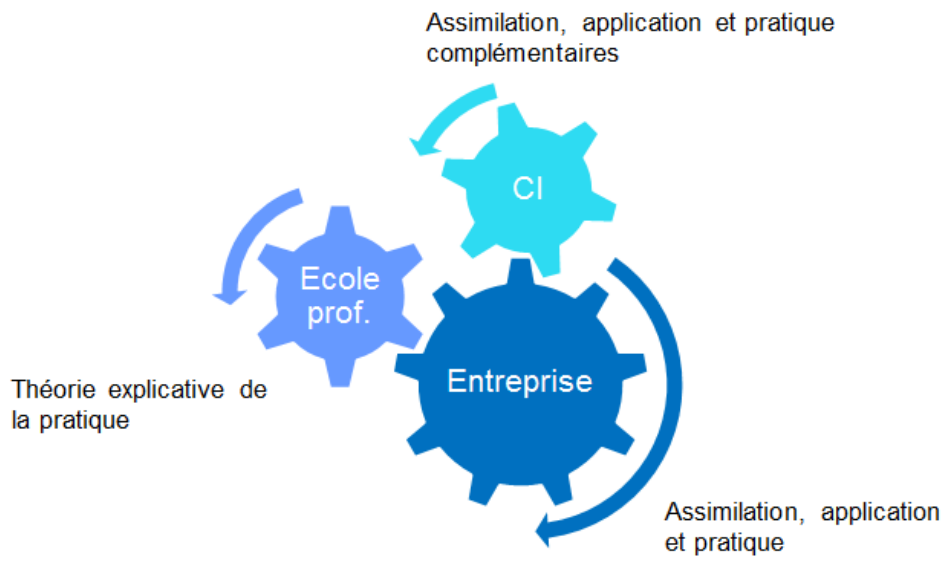 Assimilation, application et pratique
complémentaires
CI
Ecole
prof.
Entreprise
Théorie explicative de
la pratique
Assimilation, application
et pratique